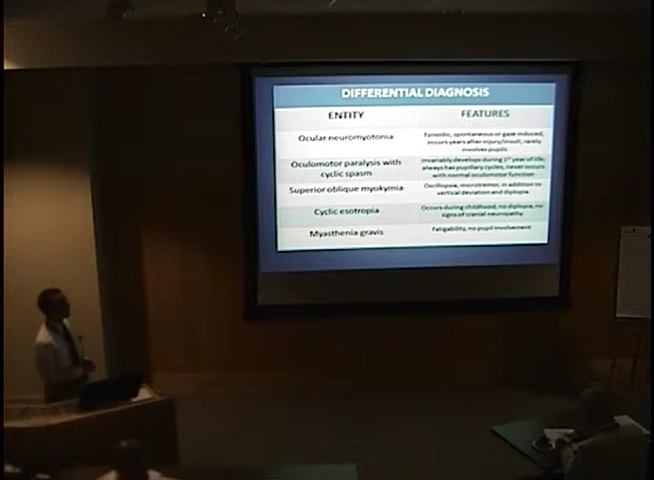 DIFFERENTIAL DIAGNOSIS
ENTITY
FEATURES
Ocular neuromyotonia
Episodic, spontaneous or gaze induced,
occurs years after injury/insult, rarely
involves pupils
Oculomotor paralysis with
cyclic spasm
Invariably develops during 1st year of life,
always has pupillary cycles, never occurs
with normal oculomotor function
Superior oblique myokymia
Oscillopsia, microtremor, in addition to
vertical deviation and diplopia
Cyclic esotropia
Occurs during childhood, no diplopia, no
signs of cranial neuropathy
Myasthenia gravis
Fatigability, no pupil involvement